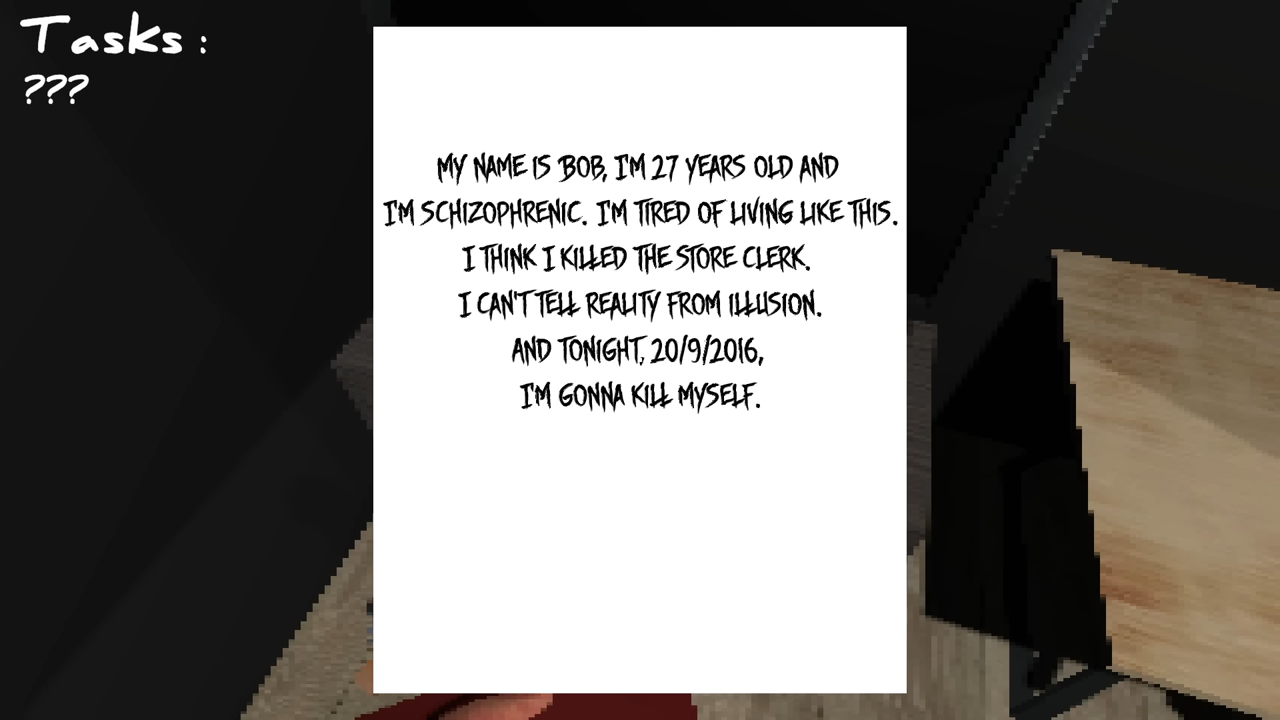 Tasks:
???
MY NAME IS BOB, I'M 27 YEARS OLD AND
I'M SCHIZOPHRENIC. I'M TIRED OF LIVING LIKE THIS.
I THINK I KILLED THE STORE CLERK.
I CAN'T TELL REALITY FROM ILLUSION.
AND TONIGHT, 20/9/2016,
I'M GONNA KILL MYSELF.